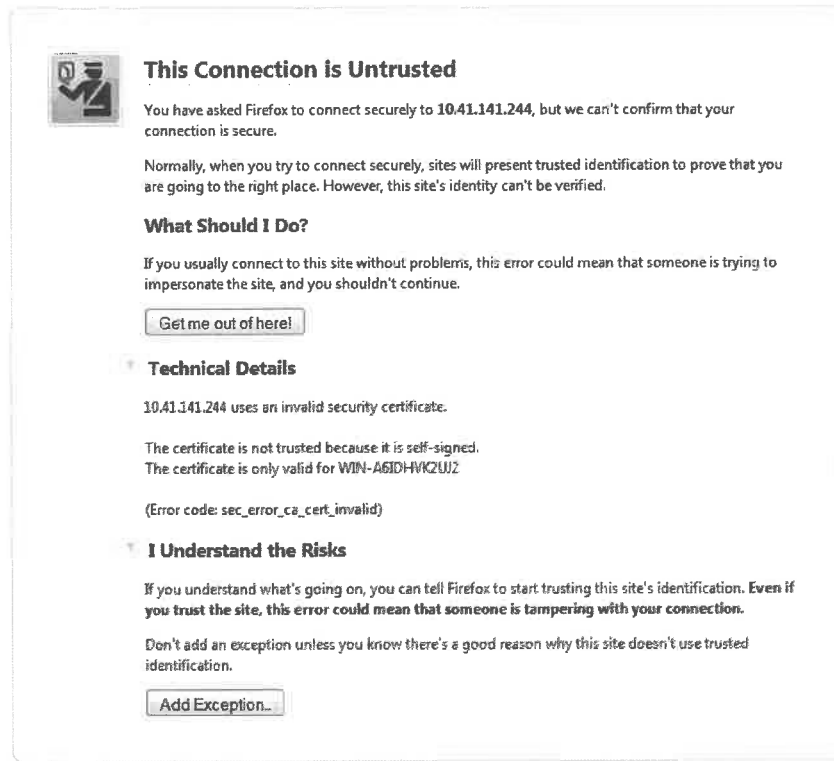 This Connection is Untrusted
You have asked Firefox to connect securely to 10.41.141.244, but we can't confirm that your
connection is secure.
Normally, when you try to connect securely, sites will present trusted identification to prove that you
are going to the right place. However, this site's identity can't be verified.
What Should I Do?
If you usually connect to this site without problems, this error could mean that someone is trying to
impersonate the site, and you shouldn't continue.
Get me out of here!
Technical Details
10.41.141.244 uses an invalid security certificate.
The certificate is not trusted because it is self-signed.
The certificate is only valid for WIN-A6IDHVK2UJ2
(Error code: sec_error_ca_cert_invalid)
I Understand the Risks
If you understand what's going on, you can tell Firefox to start trusting this site's identification. Even if
you trust the site, this error could mean that someone is tampering with your connection.
Don't add an exception unless you know there's a good reason why this site doesn't use trusted
identification.
Add Exception...